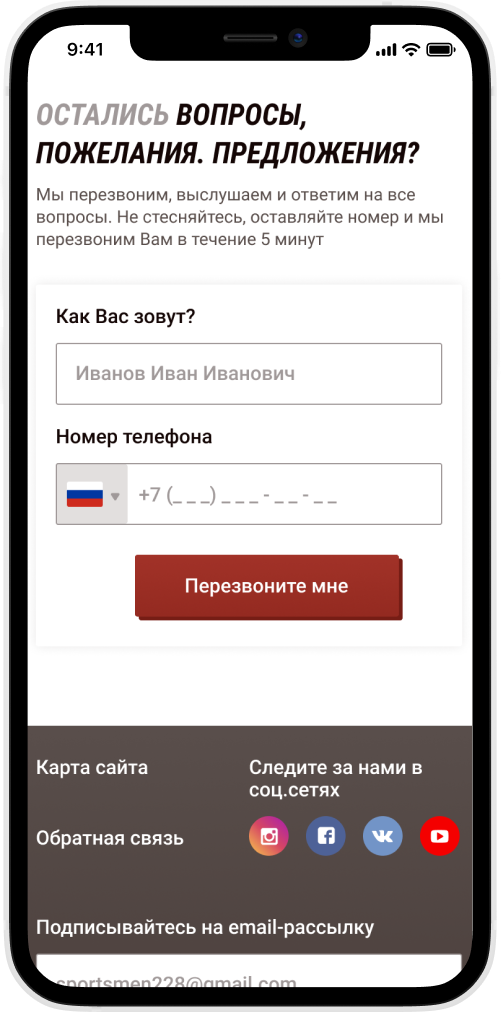 9:41
ОСТАЛИСЬ ВОПРОСЫ,
ПОЖЕЛАНИЯ. ПРЕДЛОЖЕНИЯ?
Мы перезвоним, выслушаем и ответим на все
вопросы. Не стесняйтесь, оставляйте номер и мы
перезвоним Вам в течение 5 минут
Как Вас зовут?
Иванов Иван Иванович
Номер телефона
+7 (_ _ _) _ _ _ - _ _ - _ _
Перезвоните мне
Карта сайта
Следите за нами в
соц.сетях
Обратная связь
Подписывайтесь на email-рассылку
sportsmen228@gmail.com